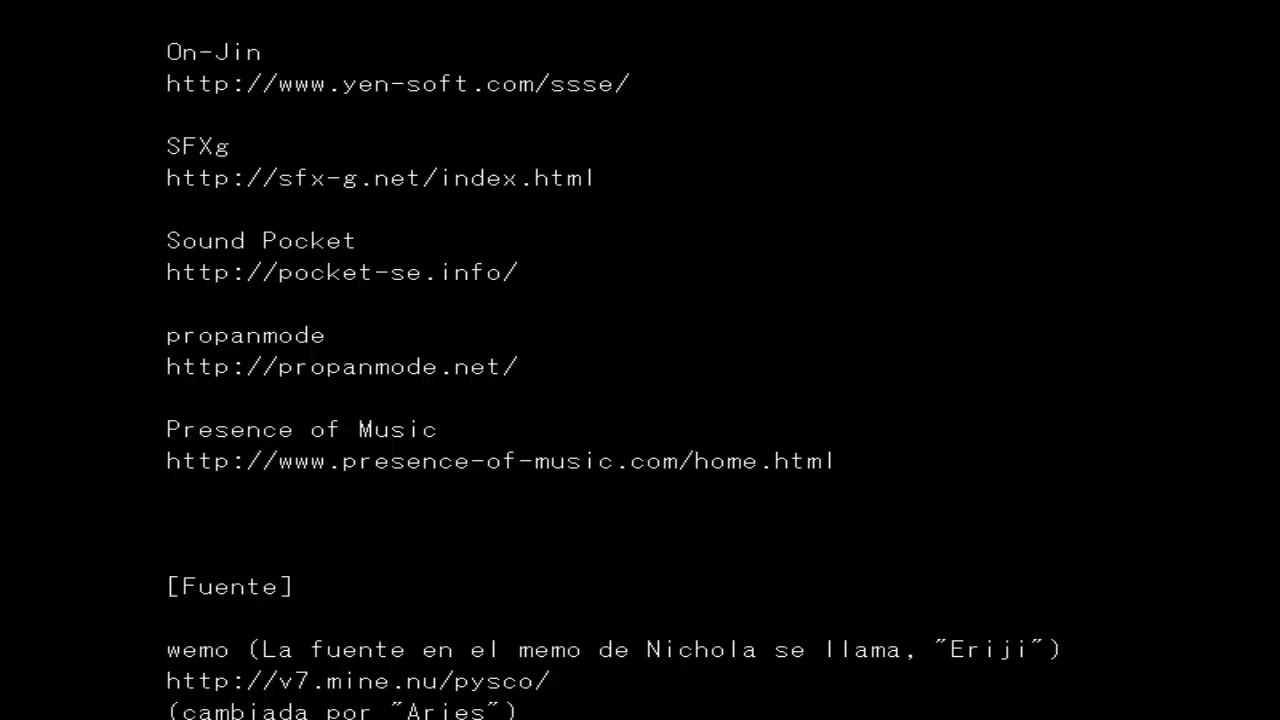 On-Jin
http://www.yen-soft.com/ssse/
SFXg
http://sfx-g.net/index.html
Sound Pocket
http://pocket-se.info/
propanmode
http://propanmode.net/
Presence of Music
http://www.presence-of-music.com/home.html
[Fuente]
wemo (La fuente en el memo de Nichola se llama, "Eriji")
http://v7.mine.nu/pysco/
(cambiada por "Aries")